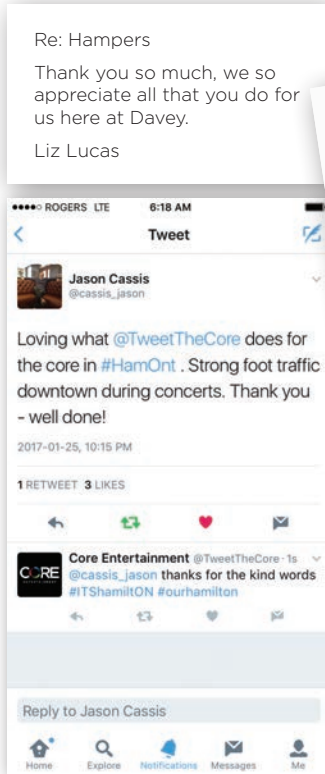 Re: Hampers
Thank you so much, we so
appreciate all that you do for
us here at Davey.
Liz Lucas
ROGERS LTE 6:18 AM
Tweet
Jason Cassis
@cassis_jason
Loving what @TweetTheCore does for
the core in #HamOnt . Strong foot traffic
downtown during concerts. Thank you
- well done!
2017-01-25, 10:15 PM
1 RETWEET 3 LIKES
Core Entertainment @TweetTheCore · 1s
@cassis_jason thanks for the kind words
#ITShamiltON #ourhamilton
CORE
Reply to Jason Cassis
Home Explore Notifications Messages Me